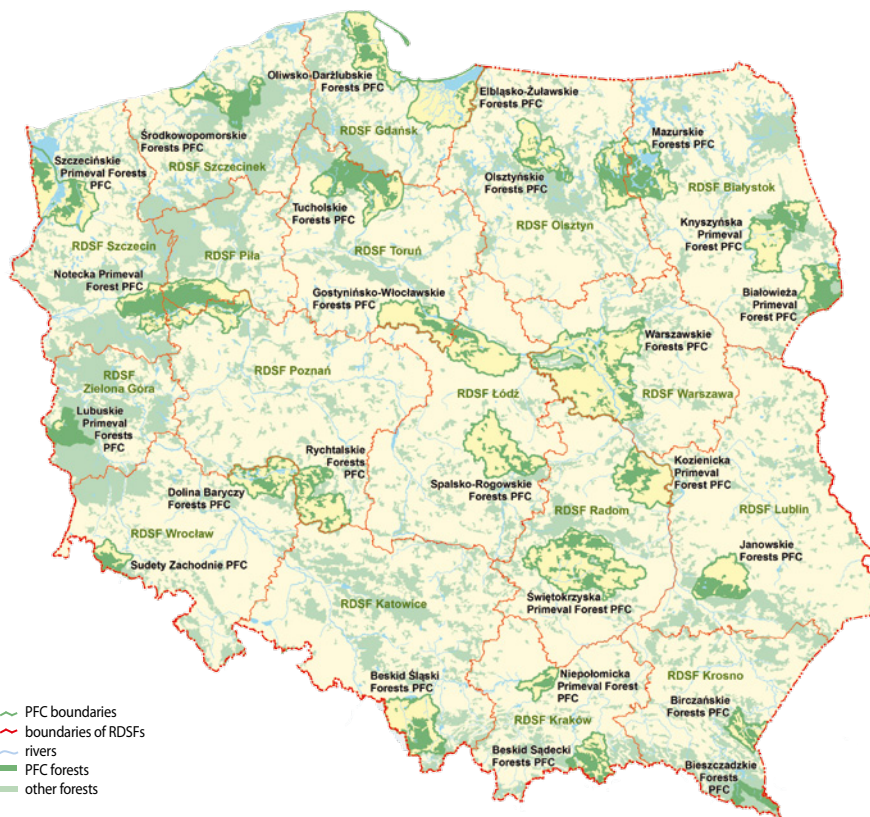 Oliwsko-Darżlubskie
Forests PFC
Elbląsko-Żuławskie
Forests PFC
Środkowopomorskie
Forests PFC
RDSF Gdańsk
Mazurskie
Forests PFC
Szczecińskie
Primeval Forests
PFC
RDSF Szczecinek
Olsztyńskie
Forests PFC
RDSF Białystok
Tucholskie
Forests PFC
Knyszyńska
Primeval
Forest PFC
RDSF Olsztyn
RDSF Szczecin
RDSF Piła
RDSF Toruń
Notecka Primeval
Forest PFC
Gostynińsko-Włocławskie
Forests PFC
Białowieża
Primeval
Forest PFC
Warszawskie
Forests PFC
RDSF
Zielona Góra
RDSF Poznań
RDSF Łódź
RDSF Warszawa
Lubuskie
Primeval
Forests
PFC
Rychtalskie
Forests
PFC
Kozienicka
Primeval
Forest PFC
Dolina Baryczy
Forests PFC
Spalsko-Rogowskie
Forests PFC
RDSF Radom
RDSF Lublin
RDSF Wrocław
Janowskie
Forests PFC
Sudety Zachodnie PFC
Świętokrzyska
Primeval Forest PFC
RDSF Katowice
Beskid Śląski
Forests PFC
Niepołomicka
Primeval Forest
PFC
RDSF Krosno
Birczańskie
Forests PFC
RDSF Kraków
Beskid Sądecki
Forests PFC
Bieszczadzkie
Forests
PFC
PFC boundaries
boundaries of RDSFs
rivers
PFC forests
other forests